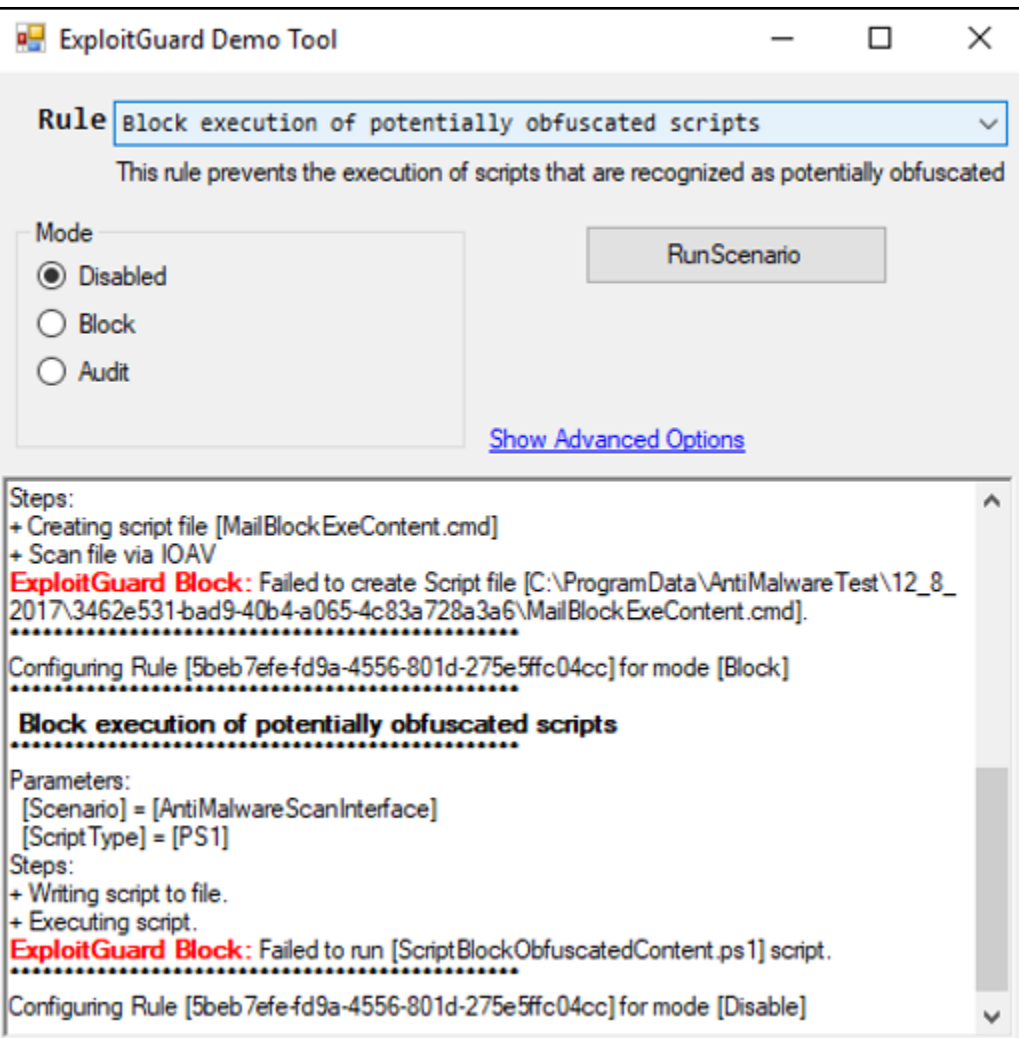 ExploitGuard Demo Tool
Rule Block execution of potentially obfuscated scripts
This rule prevents the execution of scripts that are recognized as potentially obfuscated
Mode
Disabled
Block
Audit
RunScenario
Show Advanced Options
Steps:
+ Creating script file [MailBlockExeContent.cmd]
+ Scan file via IOAV
ExploitGuard Block: Failed to create Script file [C:\ProgramData\AntiMalwareTest\12_8_
2017\3462e531-bad9-40b4-a065-4c83a728a3a6\MailBlockExeContent.cmd].
***********************************************
Configuring Rule [5beb7efe-fd9a-4556-801d-275e5ffc04cc] for mode [Block]
***********************************************
Block execution of potentially obfuscated scripts
***********************************************
Parameters:
[Scenario] = [AntiMalwareScanInterface]
[ScriptType] = [PS1]
Steps:
+ Writing script to file.
+ Executing script.
ExploitGuard Block: Failed to run [ScriptBlockObfuscatedContent.ps1] script.
***********************************************
Configuring Rule [5beb7efe-fd9a-4556-801d-275e5ffc04cc] for mode [Disable]